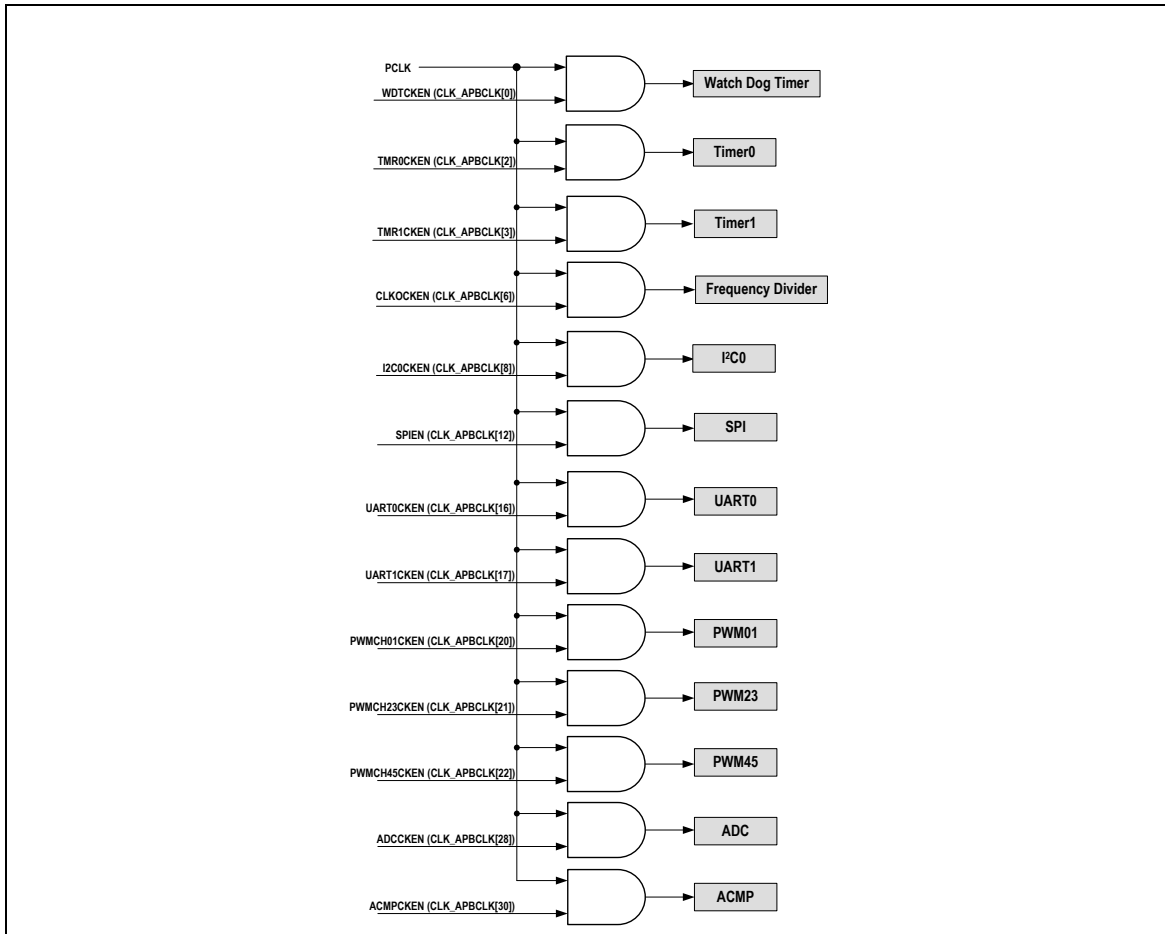 PCLK
WDTCKEN (CLK_APBCLK[0])
Watch Dog Timer
TMR0CKEN (CLK_APBCLK[2])
Timer0
TMR1CKEN (CLK_APBCLK[3])
Timer1
CLKOCKEN (CLK_APBCLK[6])
Frequency Divider
I2C0CKEN (CLK_APBCLK[8])
I²C0
SPIEN (CLK_APBCLK[12])
SPI
UART0CKEN (CLK_APBCLK[16])
UART0
UART1CKEN (CLK_APBCLK[17])
UART1
PWMCH01CKEN (CLK_APBCLK[20])
PWM01
PWMCH23CKEN (CLK_APBCLK[21])
PWM23
PWMCH45CKEN (CLK_APBCLK[22])
PWM45
ADCCKEN (CLK_APBCLK[28])
ADC
ACMPCKEN (CLK_APBCLK[30])
ACMP